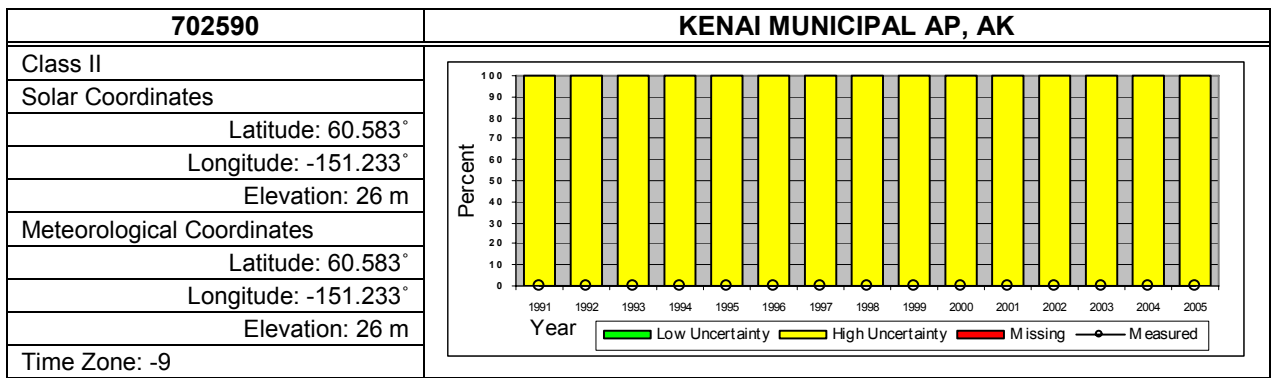 702590
KENAI MUNICIPAL AP, AK
Class II
Solar Coordinates
Latitude: 60.583˚
Longitude: -151.233˚
Elevation: 26 m
Meteorological Coordinates
Latitude: 60.583˚
Longitude: -151.233˚
Elevation: 26 m
Time Zone: -9
Percent
100
90
80
70
60
50
40
30
20
10
0
1991 1992 1993 1994 1995 1996 1997 1998 1999 2000 2001 2002 2003 2004 2005
Year
Low Uncertainty High Uncertainty Missing Measured